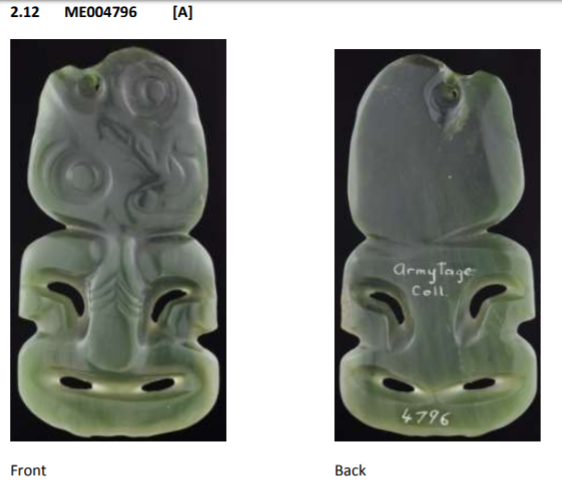 2.12 ME004796 [A]
Armytage
Coll.
4796
Front
Back